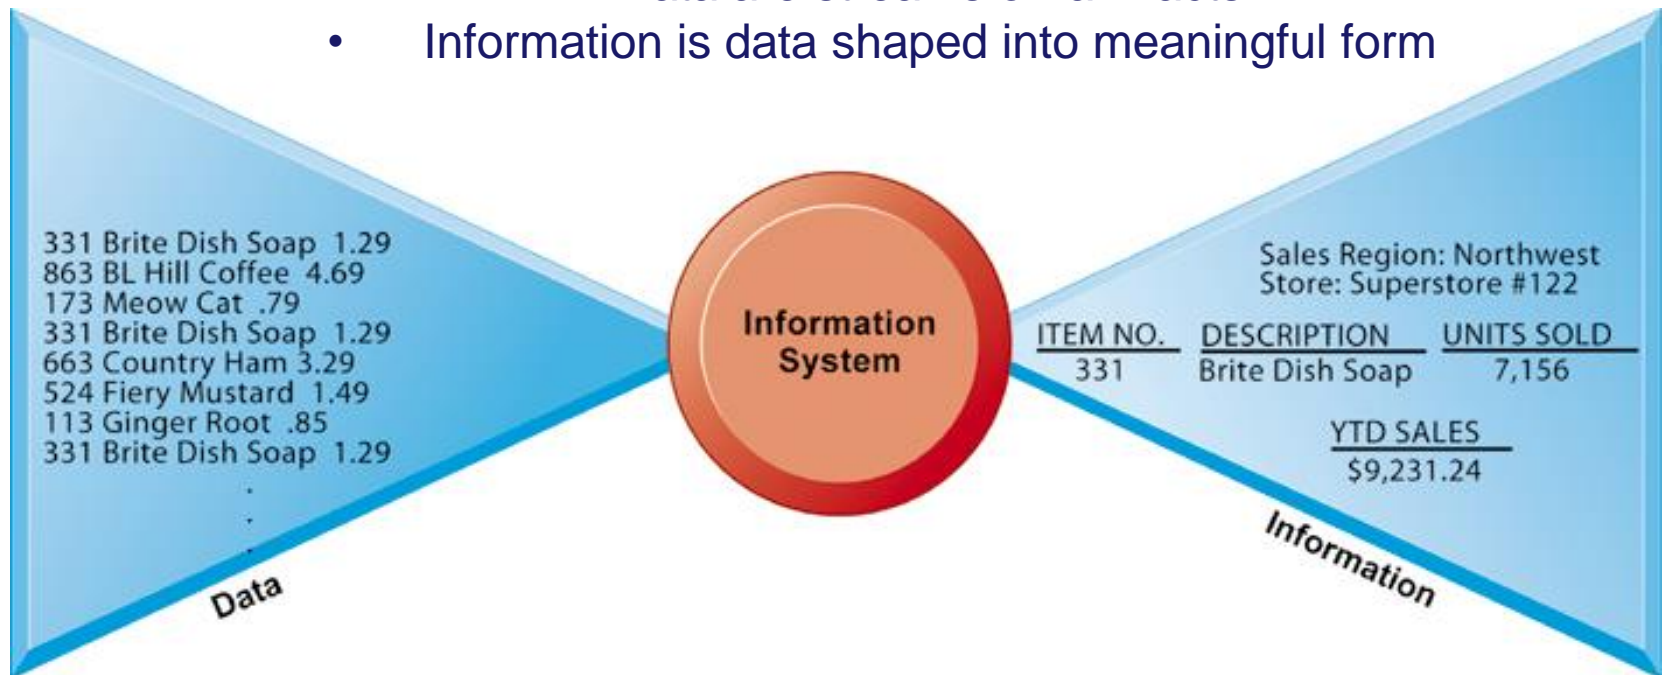 • Information is data shaped into meaningful form
331 Brite Dish Soap 1.29
863 BL Hill Coffee 4.69
173 Meow Cat .79
331 Brite Dish Soap 1.29
663 Country Ham 3.29
524 Fiery Mustard 1.49
113 Ginger Root .85
331 Brite Dish Soap 1.29
.
.
.
Data
Information
System
Sales Region: Northwest
Store: Superstore #122
ITEM NO. DESCRIPTION UNITS SOLD
331 Brite Dish Soap 7,156
YTD SALES
$9,231.24
Information